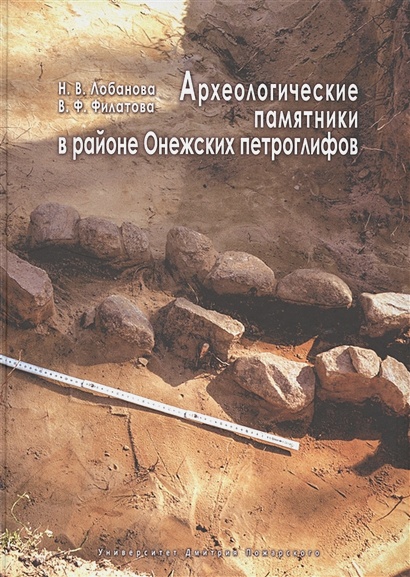 Н. В. Лобанова
В. Ф. Филатова
Археологические
памятники
в районе Онежских петроглифов
Университет Дмитрия Пожарского